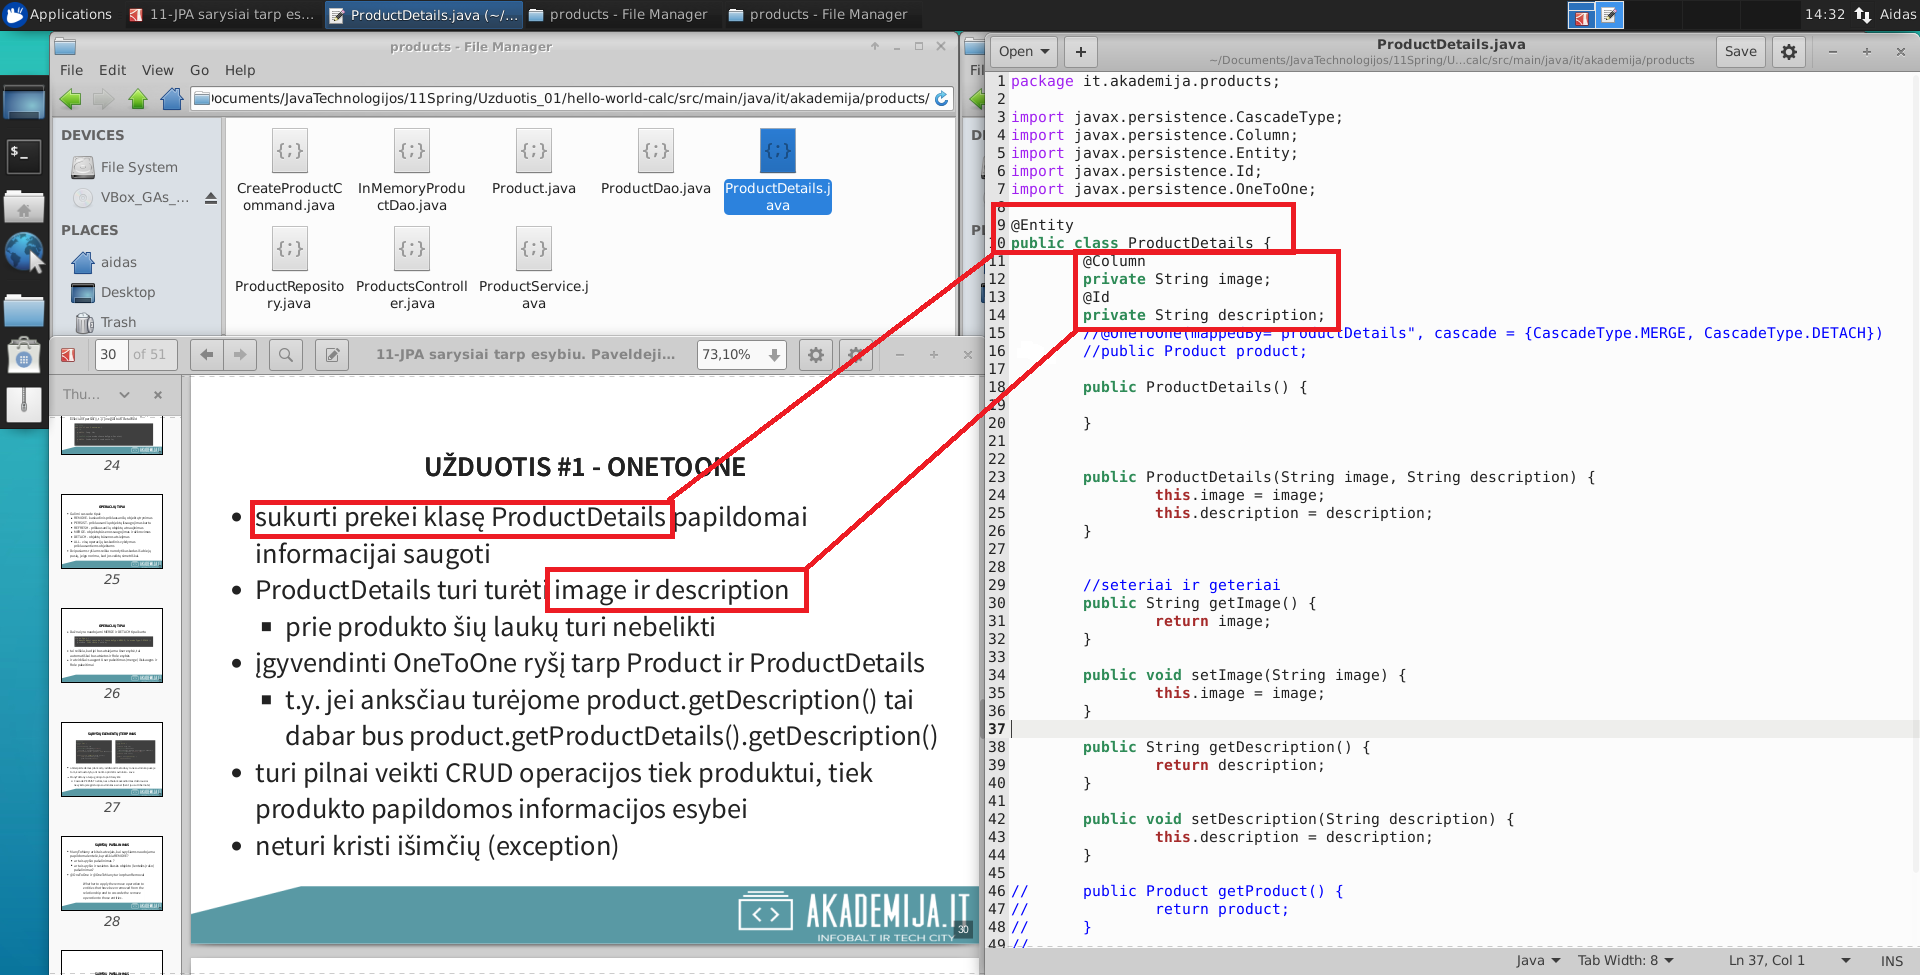 Applications
11-JPA sarysiai tarp es...
ProductDetails.java (~/...
products - File Manager
products - File Manager
14:32
Aidas
products - File Manager
File Edit View Go Help
ocuments/JavaTechnologijos/11Spring/Uzduotis_01/hello-world-calc/src/main/java/it/akademija/products/
DEVICES
File System
VBox_GAs_...
PLACES
aidas
Desktop
Trash
CreateProductC
ommand.java
InMemoryProdu
ctDao.java
Product.java
ProductDao.java
ProductDetails.j
ava
ProductReposito
ry.java
ProductsControll
er.java
ProductService.j
ava
30 of 51
11-JPA sarysiai tarp esybiu. Paveldeji...
73,10%
Thu...
24
25
26
27
28
UŽDUOTIS #1 - ONETOONE
• sukurti prekei klasę ProductDetails papildomai
informacijai saugoti
• ProductDetails turi turėti image ir description
▪ prie produkto šių laukų turi nebelikti
• įgyvendinti OneToOne ryšį tarp Product ir ProductDetails
▪ t.y. jei anksčiau turėjome product.getDescription() tai
dabar bus product.getProductDetails().getDescription()
• turi pilnai veikti CRUD operacijos tiek produktui, tiek
produkto papildomos informacijos esybei
• neturi kristi išimčių (exception)
AKADEMIJA.IT
INFOBALT IR TECH CITY
30
Open
+
ProductDetails.java
~/Documents/JavaTechnologijos/11Spring/U...calc/src/main/java/it/akademija/products
Save
1 package it.akademija.products;
2
3 import javax.persistence.CascadeType;
4 import javax.persistence.Column;
5 import javax.persistence.Entity;
6 import javax.persistence.Id;
7 import javax.persistence.OneToOne;
8
9 @Entity
10 public class ProductDetails {
11 @Column
12 private String image;
13 @Id
14 private String description;
15 //@OneToOne(mappedBy="productDetails", cascade = {CascadeType.MERGE, CascadeType.DETACH})
16 //public Product product;
17
18 public ProductDetails() {
19
20 }
21
22
23 public ProductDetails(String image, String description) {
24 this.image = image;
25 this.description = description;
26 }
27
28
29 //seteriai ir geteriai
30 public String getImage() {
31 return image;
32 }
33
34 public void setImage(String image) {
35 this.image = image;
36 }
37
38 public String getDescription() {
39 return description;
40 }
41
42 public void setDescription(String description) {
43 this.description = description;
44 }
45
46 // public Product getProduct() {
47 // return product;
48 // }
49 //
Java
Tab Width: 8
Ln 37, Col 1
INS